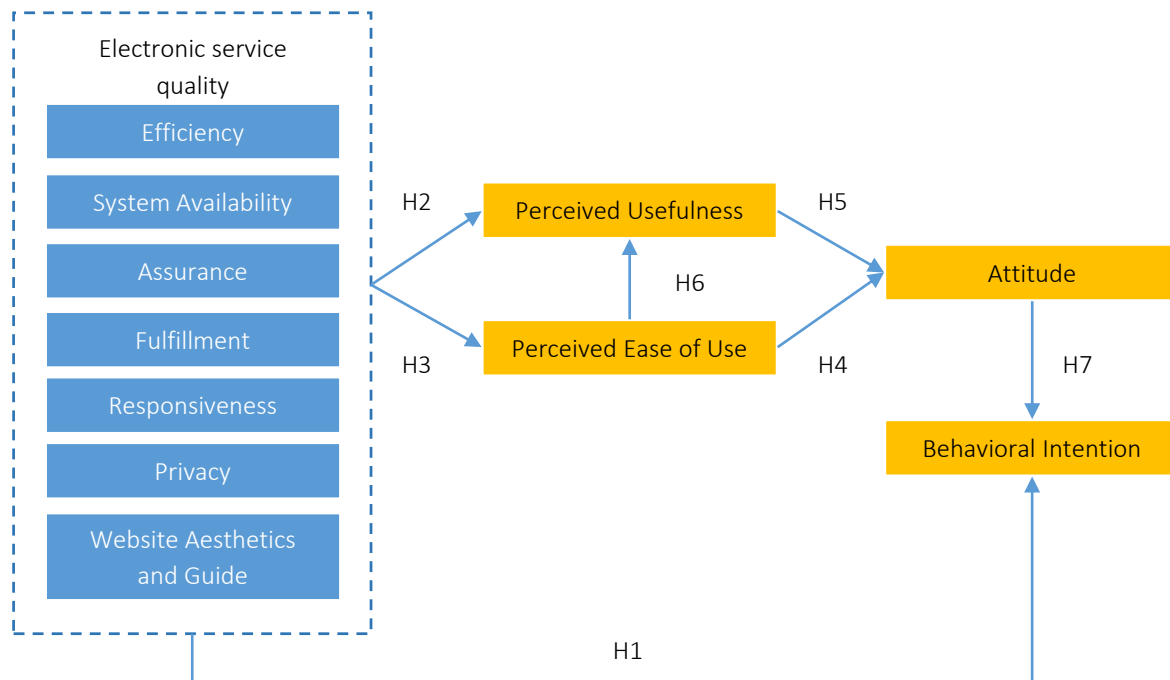 Electronic service
quality
Efficiency
System Availability
Assurance
Fulfillment
Responsiveness
Privacy
Website Aesthetics
and Guide
H2
H3
Perceived Usefulness
H6
Perceived Ease of Use
H5
H4
Attitude
H7
Behavioral Intention
H1